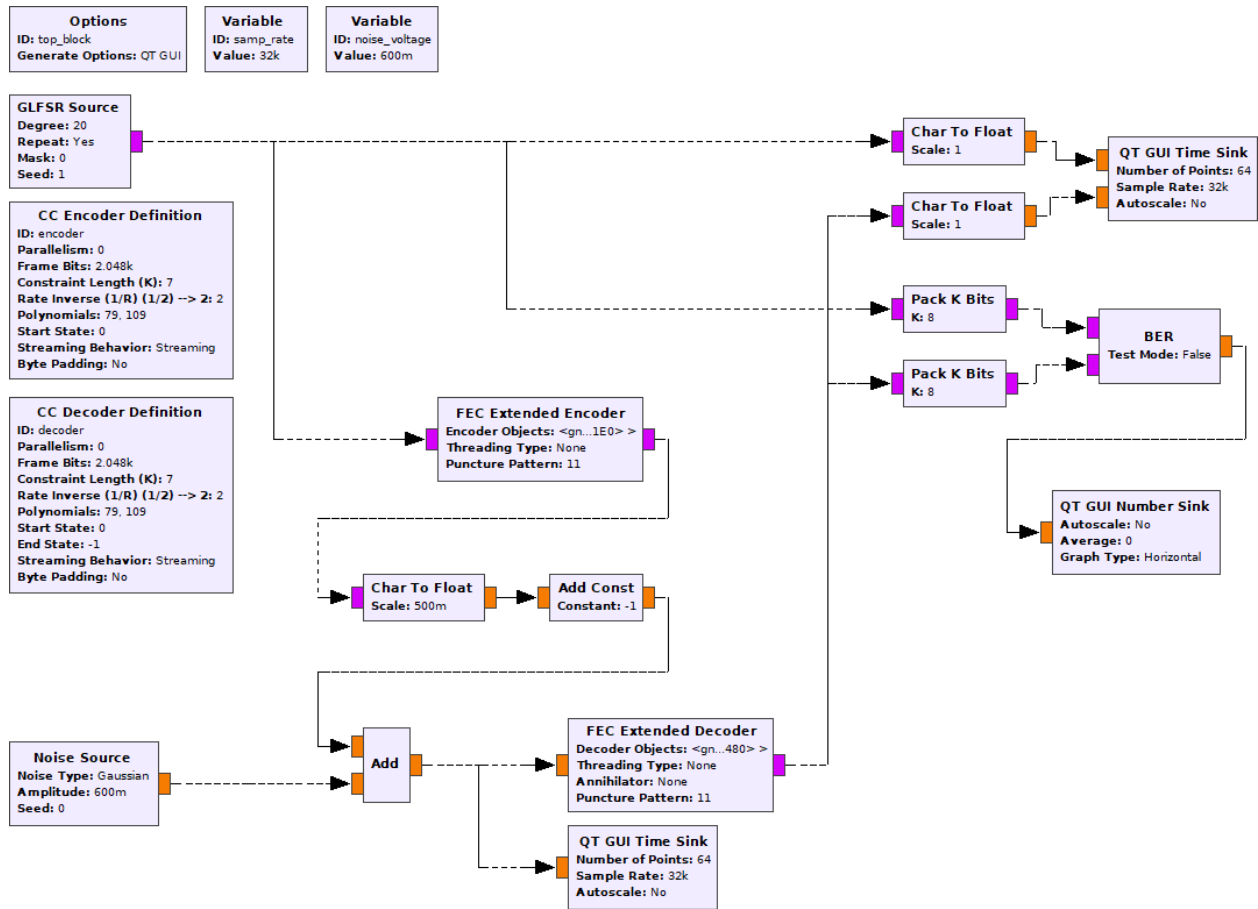 Options
ID: top_block
Generate Options: QT GUI
Variable
ID: samp_rate
Value: 32k
Variable
ID: noise_voltage
Value: 600m
GLFSR Source
Degree: 20
Repeat: Yes
Mask: 0
Seed: 1
Char To Float
Scale: 1
QT GUI Time Sink
Number of Points: 64
Sample Rate: 32k
Autoscale: No
Char To Float
Scale: 1
CC Encoder Definition
ID: encoder
Parallelism: 0
Frame Bits: 2.048k
Constraint Length (K): 7
Rate Inverse (1/R) (1/2) --> 2: 2
Polynomials: 79, 109
Start State: 0
Streaming Behavior: Streaming
Byte Padding: No
Pack K Bits
K: 8
BER
Test Mode: False
Pack K Bits
K: 8
CC Decoder Definition
ID: decoder
Parallelism: 0
Frame Bits: 2.048k
Constraint Length (K): 7
Rate Inverse (1/R) (1/2) --> 2: 2
Polynomials: 79, 109
Start State: 0
End State: -1
Streaming Behavior: Streaming
Byte Padding: No
FEC Extended Encoder
Encoder Objects: <gn...1E0> >
Threading Type: None
Puncture Pattern: 11
QT GUI Number Sink
Autoscale: No
Average: 0
Graph Type: Horizontal
Char To Float
Scale: 500m
Add Const
Constant: -1
Noise Source
Noise Type: Gaussian
Amplitude: 600m
Seed: 0
Add
FEC Extended Decoder
Decoder Objects: <gn...480> >
Threading Type: None
Annihilator: None
Puncture Pattern: 11
QT GUI Time Sink
Number of Points: 64
Sample Rate: 32k
Autoscale: No